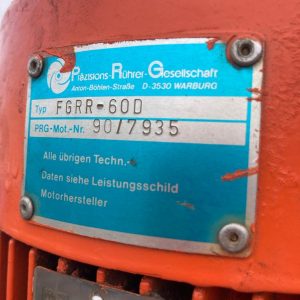 Präzisions-Rührer-Gesellschaft
Anton-Böhlen-Straße D-3530 WARBURG
Typ FGRR-60D
PRG-Mot.-Nr. 90/7935
Alle übrigen Techn.-
Daten siehe Leistungsschild
Motorhersteller